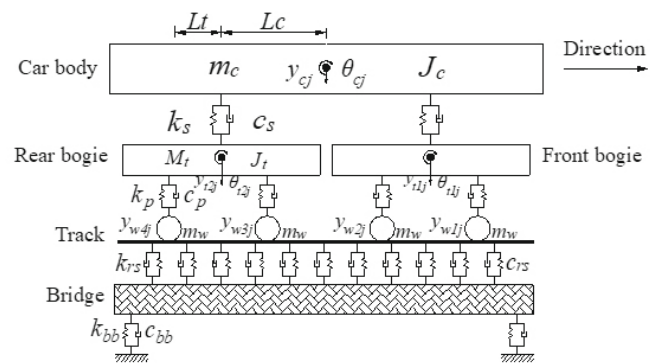 Lt Lc
Direction
Car body mc ycj θcj Jc
ks cs
Rear bogie Mt Jt Front bogie
yt2j θt2j yt1j θt1j
kp cp
yw4j mw yw3j mw yw2j mw yw1j mw
Track
krs crs
Bridge
kbb cbb